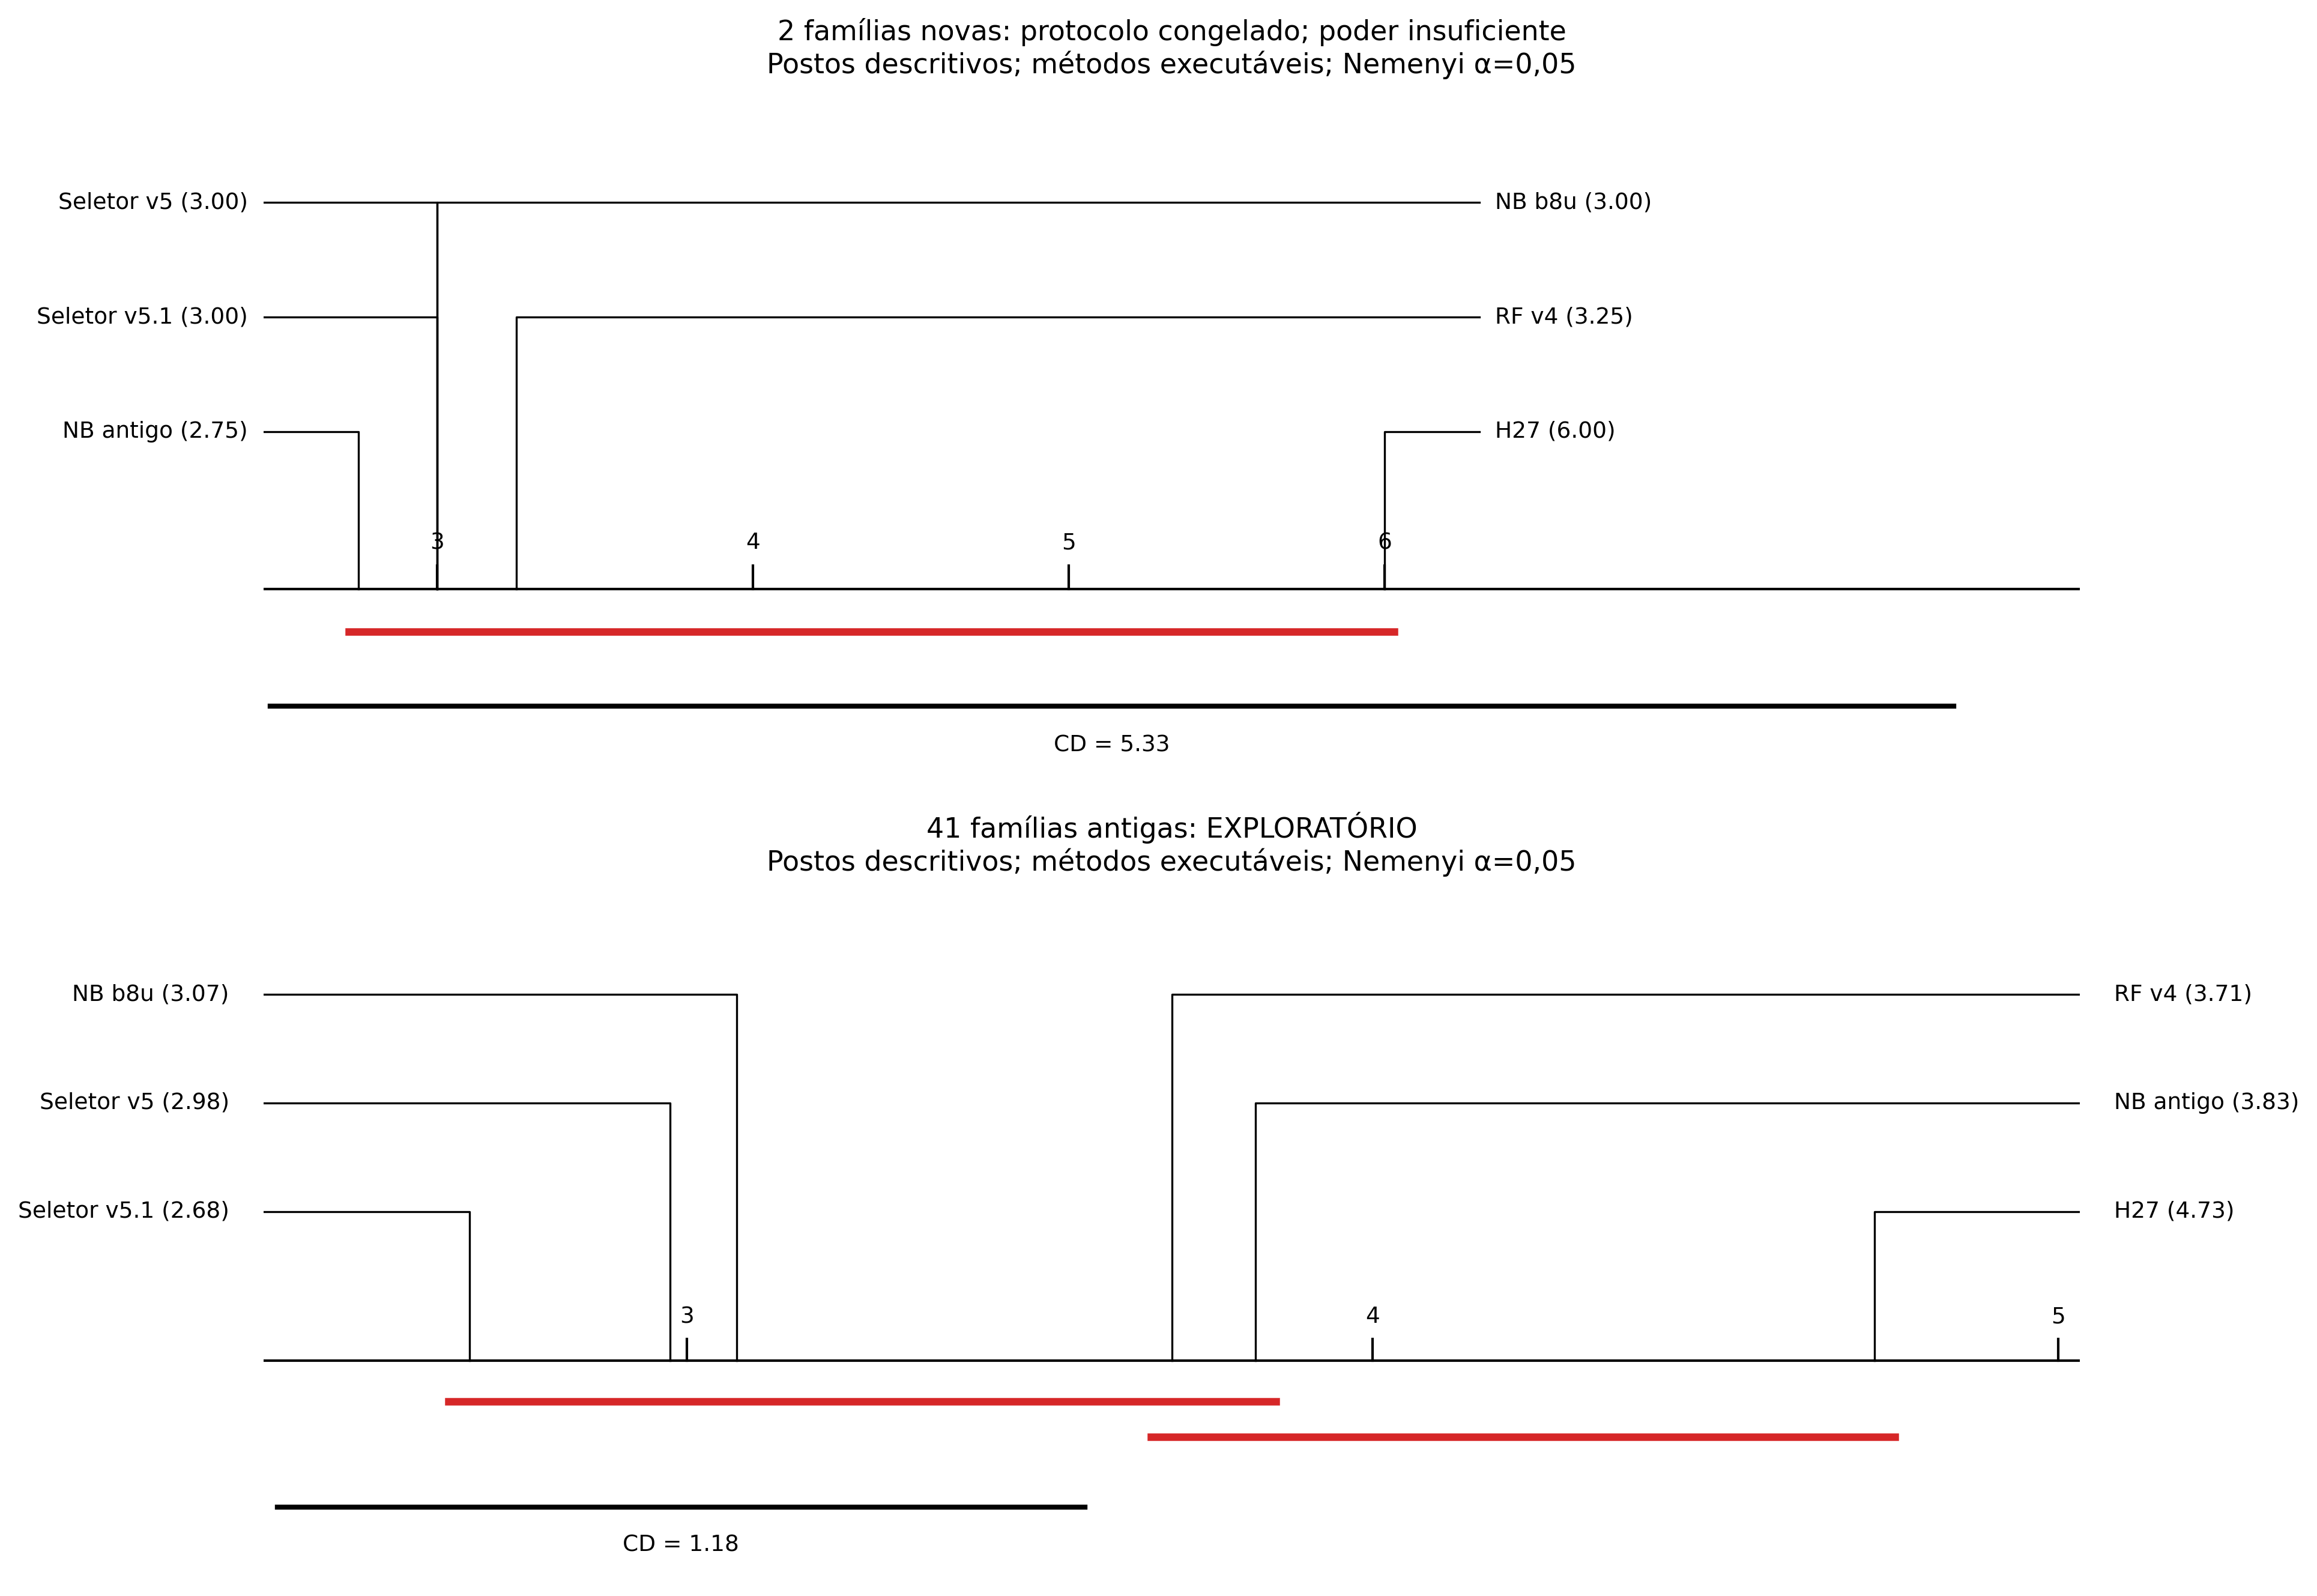 2 famílias novas: protocolo congelado; poder insuficiente
Postos descritivos; métodos executáveis; Nemenyi α=0,05
Seletor v5 (3.00)
NB b8u (3.00)
Seletor v5.1 (3.00)
RF v4 (3.25)
NB antigo (2.75)
H27 (6.00)
3
4
5
6
CD = 5.33
41 famílias antigas: EXPLORATÓRIO
Postos descritivos; métodos executáveis; Nemenyi α=0,05
NB b8u (3.07)
RF v4 (3.71)
Seletor v5 (2.98)
NB antigo (3.83)
Seletor v5.1 (2.68)
H27 (4.73)
3
4
5
CD = 1.18